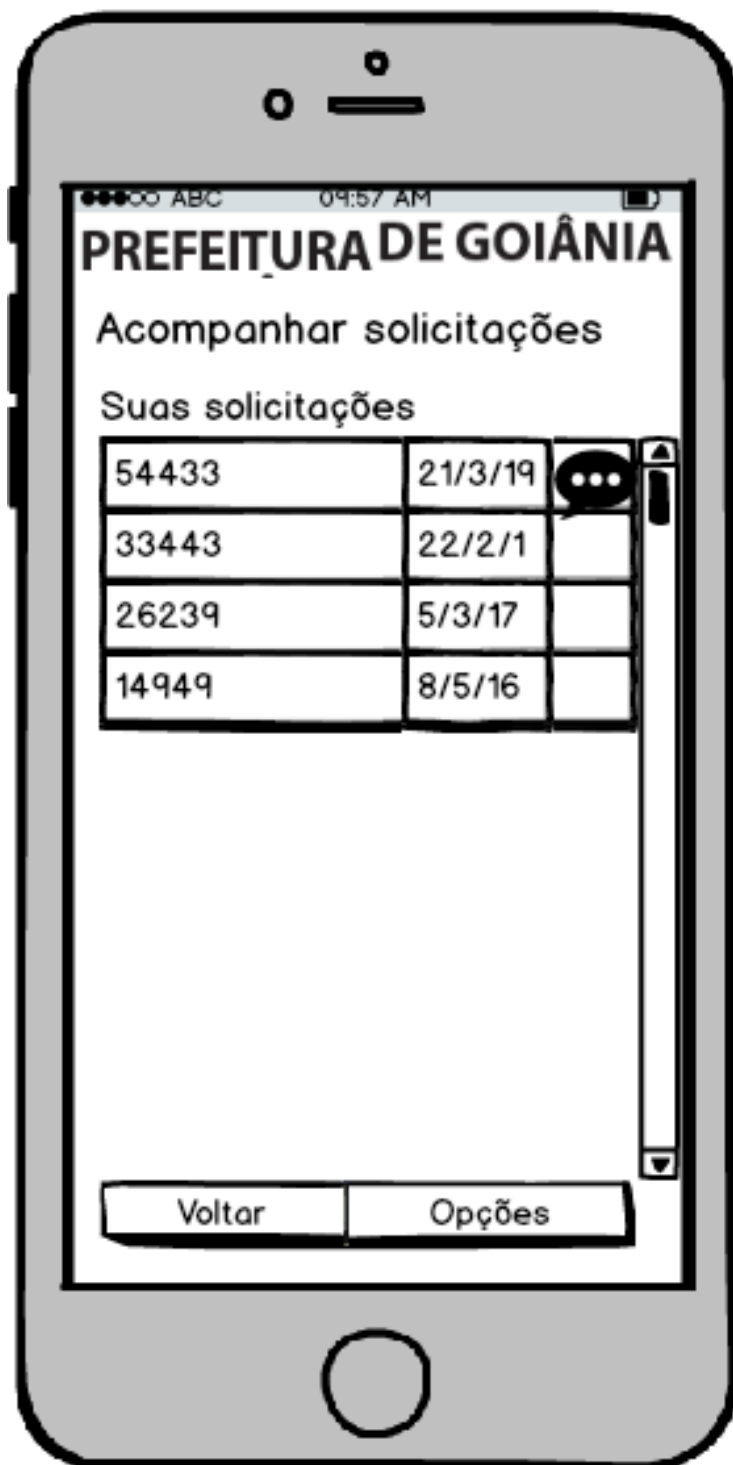 ABC 09:57 AM
PREFEITURA DE GOIÂNIA
Acompanhar solicitações
Suas solicitações
54433 21/3/19
33443 22/2/1
26239 5/3/17
14949 8/5/16
Voltar Opções